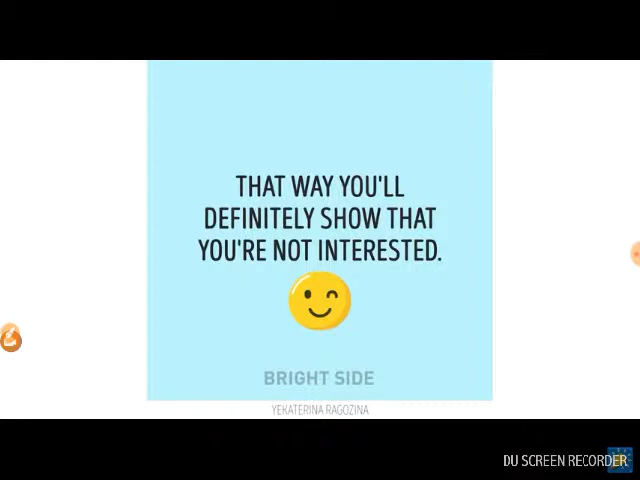 THAT WAY YOU'LL
DEFINITELY SHOW THAT
YOU'RE NOT INTERESTED.
BRIGHT SIDE
YEKATERINA RAGOZINA
DU SCREEN RECORDER